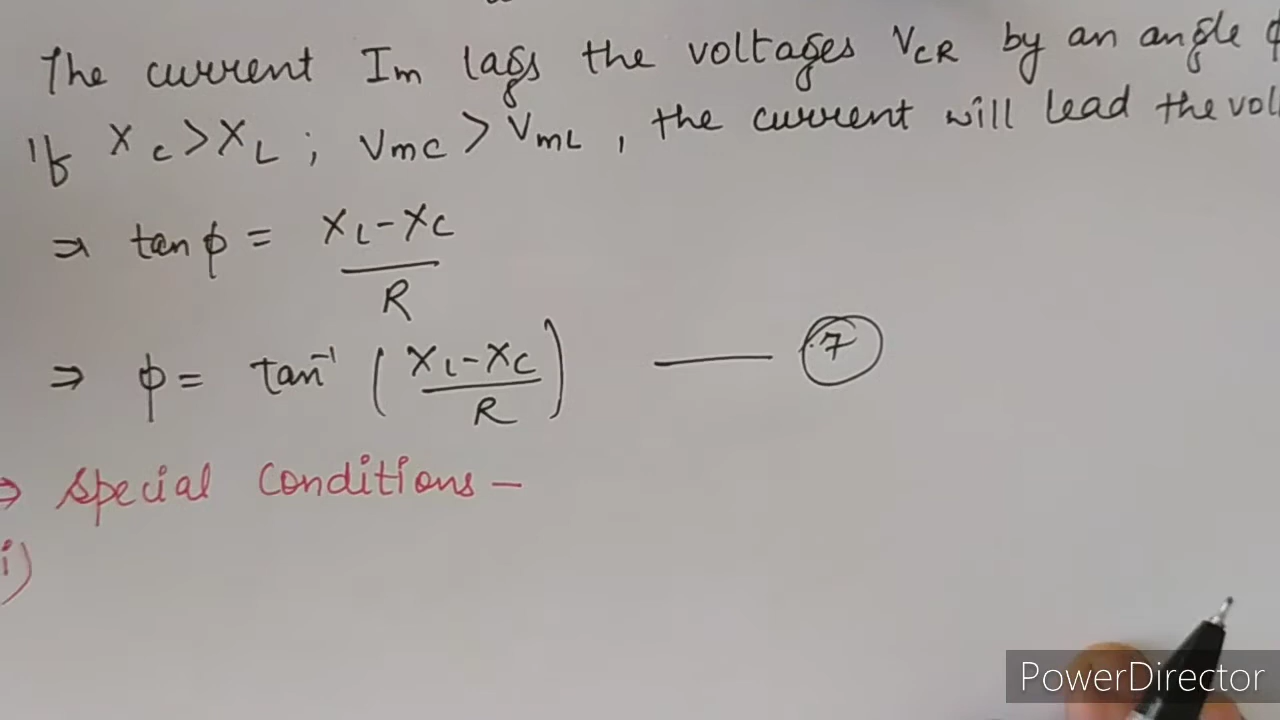 The current Im lags the voltages VCR by an angle ϕ
If Xc > XL ; VmC > VmL , the current will lead the vol
⇒ tan ϕ = XL-XC / R
⇒ ϕ = tan⁻¹ ( XL-XC / R ) —— 7
⇒ Special Conditions –
i)
PowerDirector